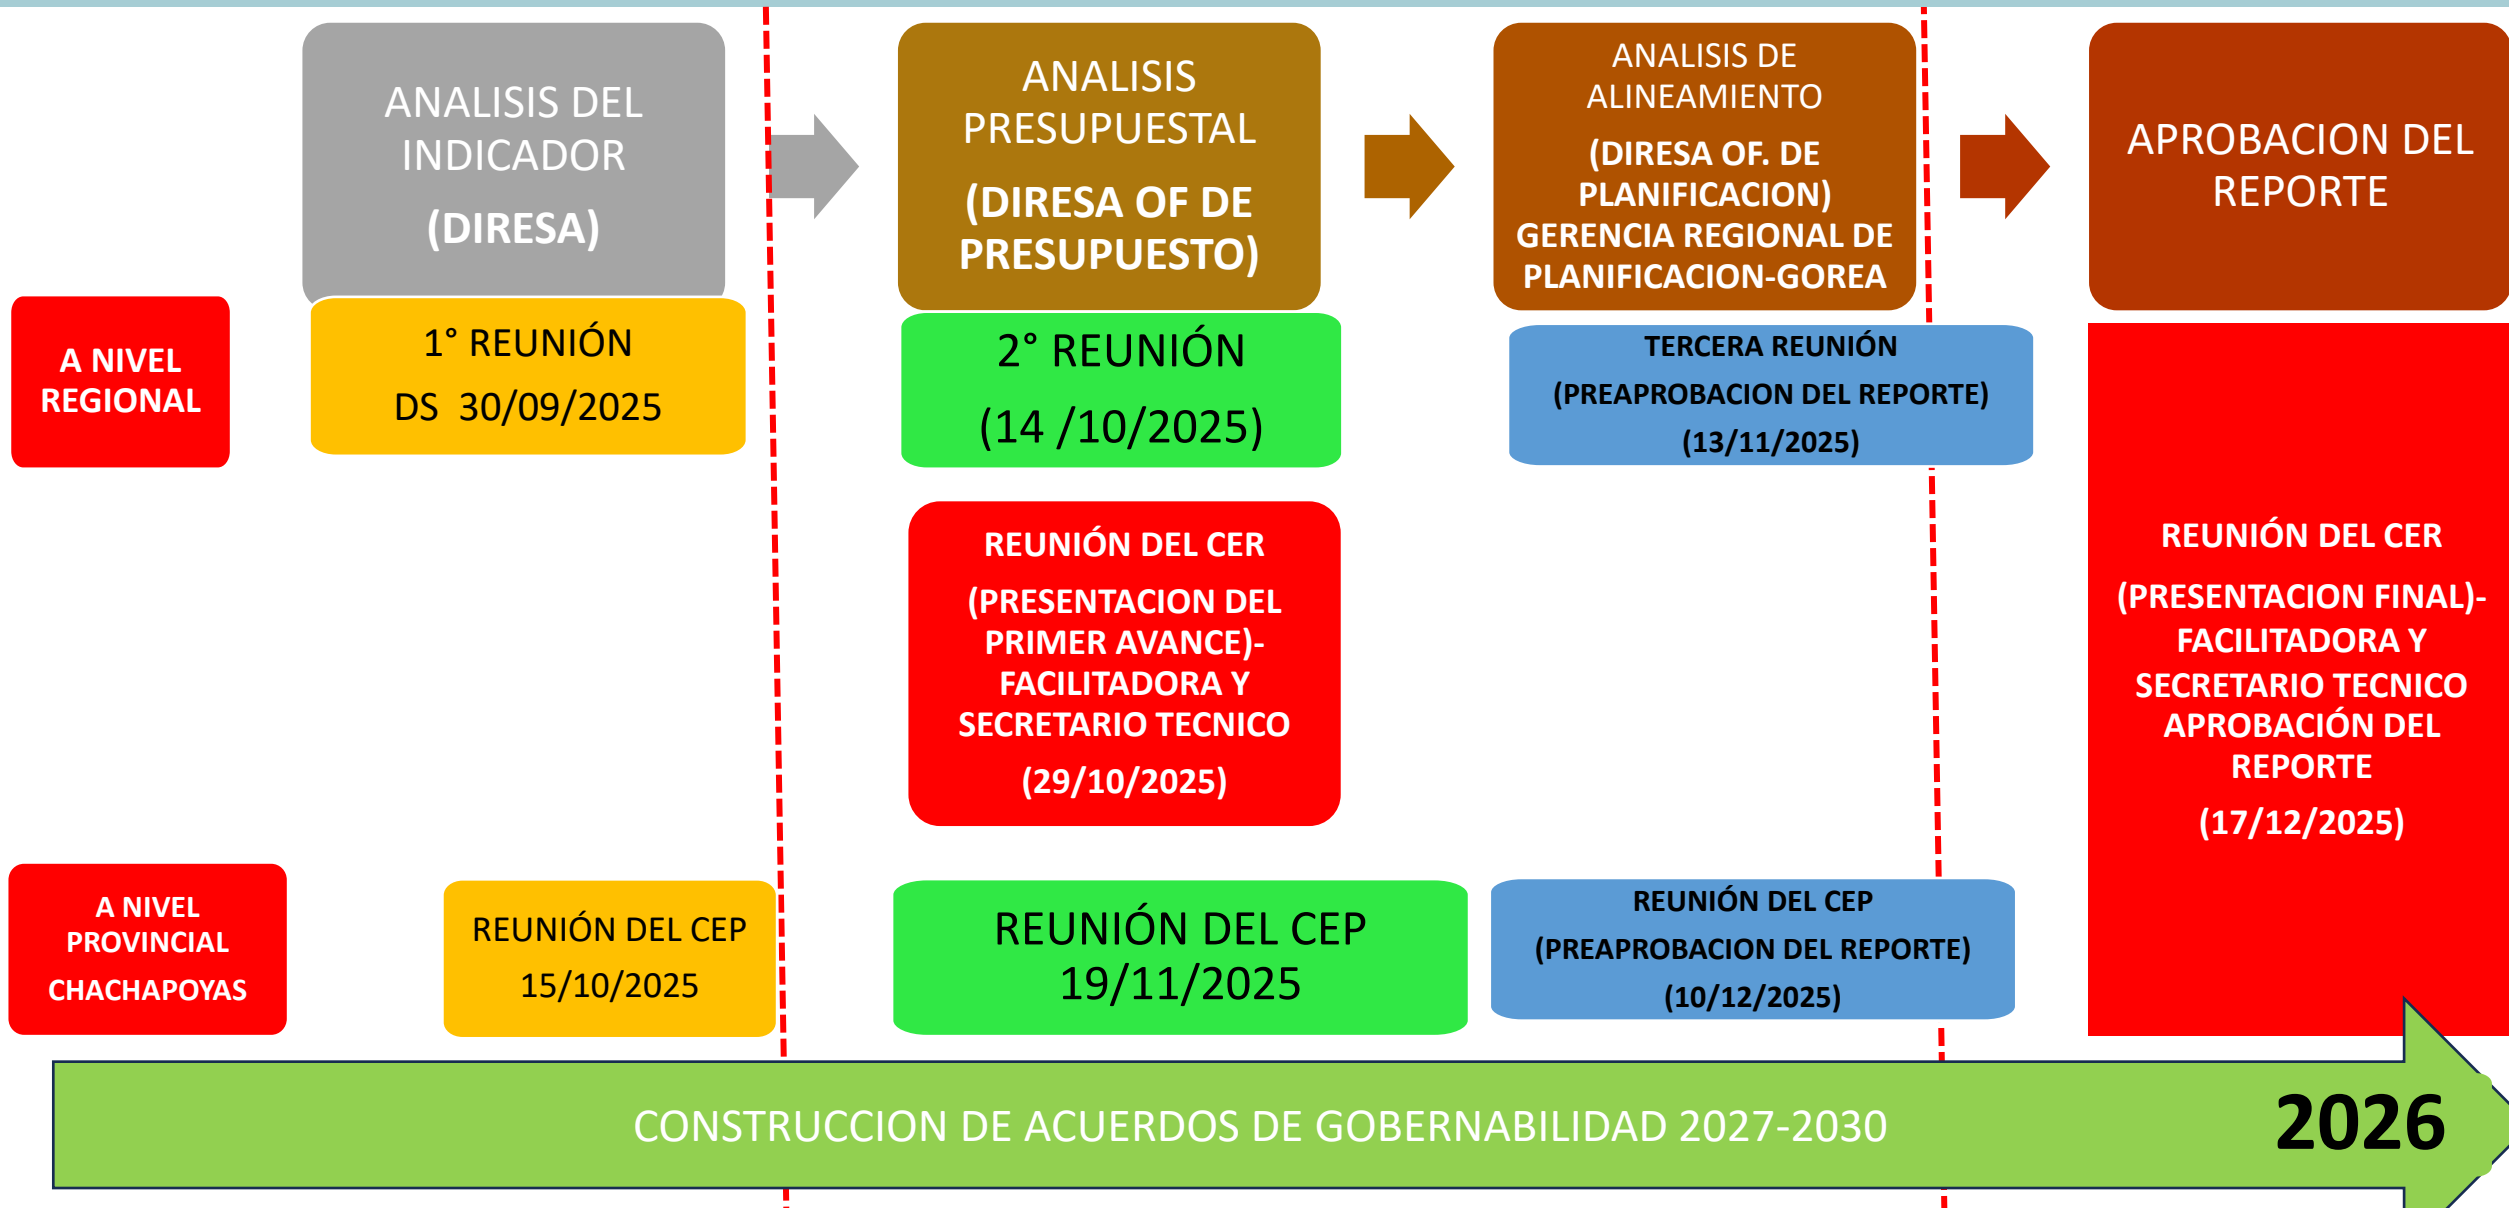 ANALISIS DEL
INDICADOR
(DIRESA)
ANALISIS
PRESUPUESTAL
(DIRESA OF DE
PRESUPUESTO)
ANALISIS DE
ALINEAMIENTO
(DIRESA OF. DE
PLANIFICACION)
GERENCIA REGIONAL DE
PLANIFICACION-GOREA
APROBACION DEL
REPORTE
A NIVEL
REGIONAL
1° REUNIÓN
DS 30/09/2025
2° REUNIÓN
(14 /10/2025)
TERCERA REUNIÓN
(PREAPROBACION DEL REPORTE)
(13/11/2025)
REUNIÓN DEL CER
(PRESENTACION DEL
PRIMER AVANCE)-
FACILITADORA Y
SECRETARIO TECNICO
(29/10/2025)
REUNIÓN DEL CER
(PRESENTACION FINAL)-
FACILITADORA Y
SECRETARIO TECNICO
APROBACIÓN DEL
REPORTE
(17/12/2025)
A NIVEL
PROVINCIAL
CHACHAPOYAS
REUNIÓN DEL CEP
15/10/2025
REUNIÓN DEL CEP
19/11/2025
REUNIÓN DEL CEP
(PREAPROBACION DEL REPORTE)
(10/12/2025)
CONSTRUCCION DE ACUERDOS DE GOBERNABILIDAD 2027-2030
2026